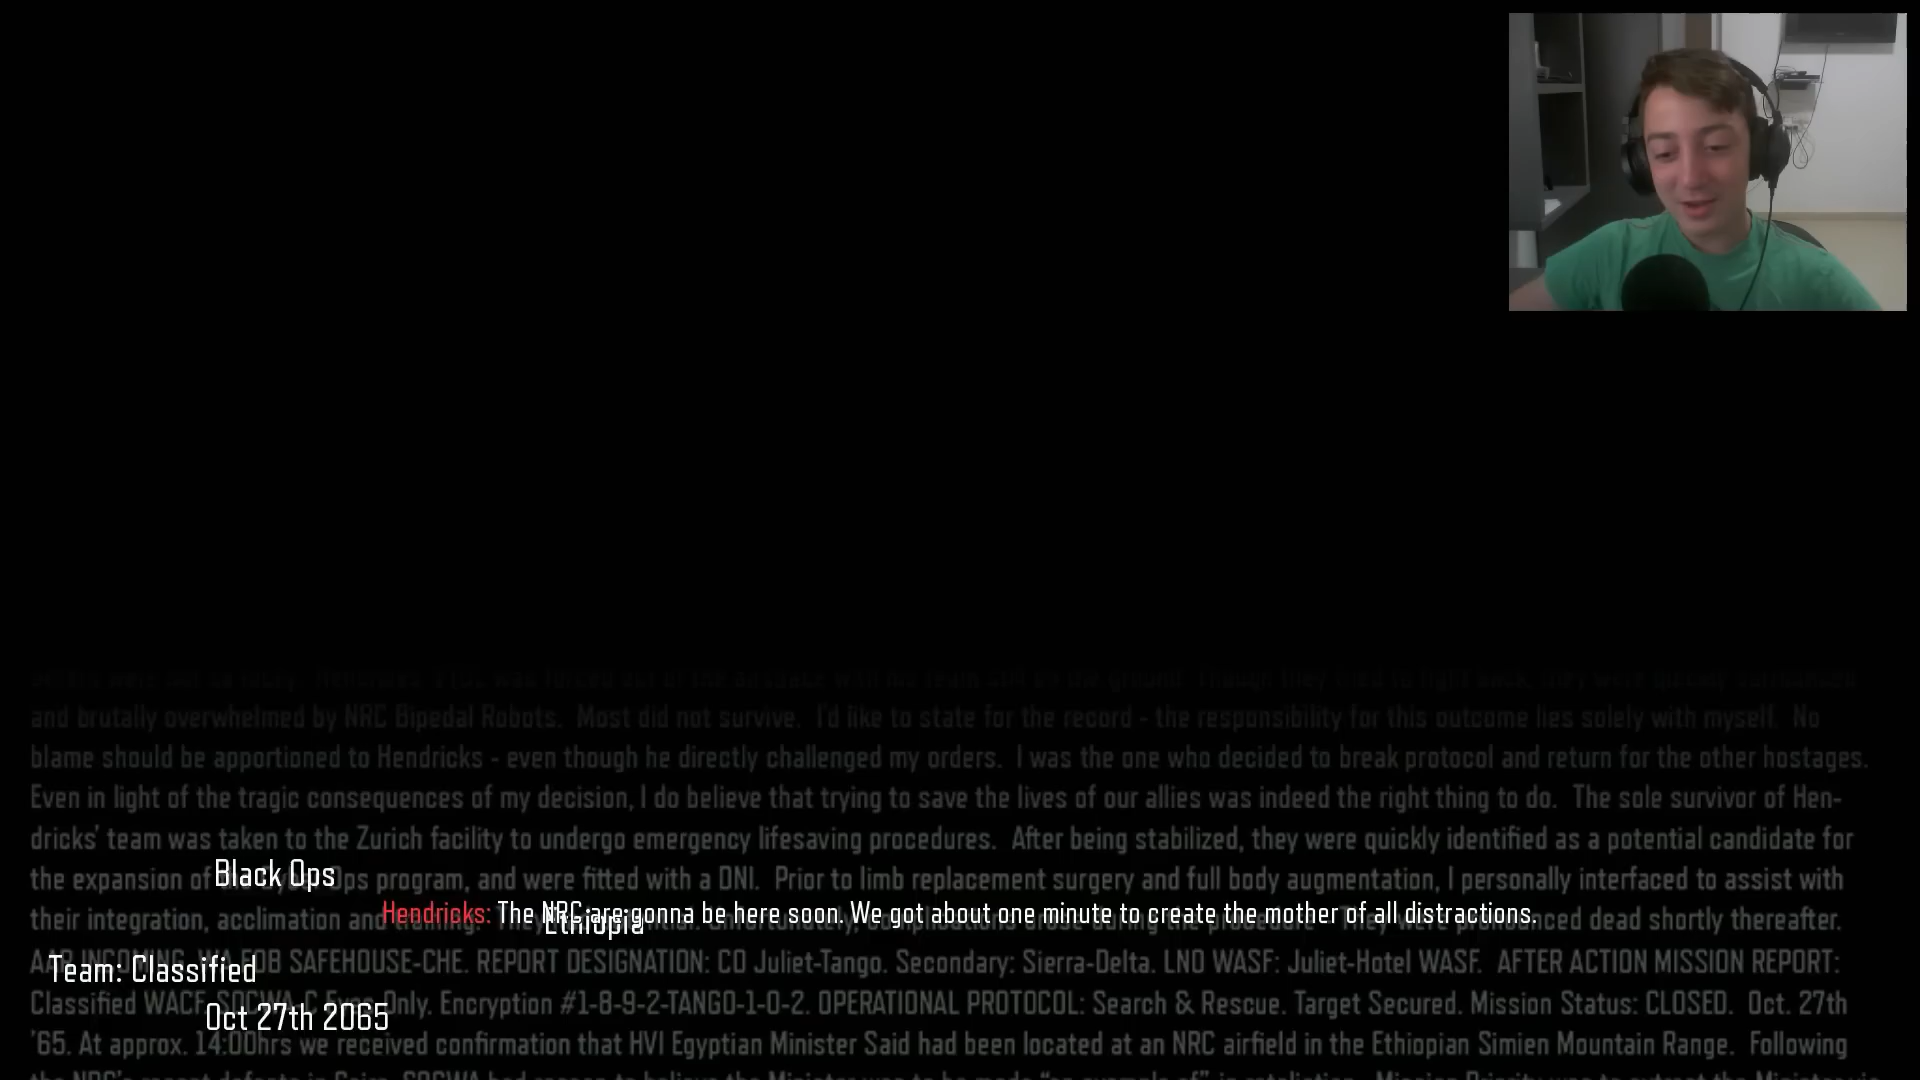 and brutally overwhelmed by NRC Bipedal Robots. Most did not survive. I'd like to state for the record - the responsibility for this outcome lies solely with myself. No
blame should be apportioned to Hendricks - even though he directly challenged my orders. I was the one who decided to break protocol and return for the other hostages.
Even in light of the tragic consequences of my decision, I do believe that trying to save the lives of our allies was indeed the right thing to do. The sole survivor of Hen-
dricks' team was taken to the Zurich facility to undergo emergency lifesaving procedures. After being stabilized, they were quickly identified as a potential candidate for
Black Ops
the expansion of Ops program, and were fitted with a DNI. Prior to limb replacement surgery and full body augmentation, I personally interfaced to assist with
Hendricks: The NRC are gonna be here soon. We got about one minute to create the mother of all distractions.
Ethiopia
their integration, acclimation and dead shortly thereafter.
Team: Classified
SAFEHOUSE-CHE. REPORT DESIGNATION: CO Juliet-Tango. Secondary: Sierra-Delta. LNO WASF: Juliet-Hotel WASF. AFTER ACTION MISSION REPORT:
Classified Only. Encryption #1-8-9-2-TANGO-1-0-2. OPERATIONAL PROTOCOL: Search & Rescue. Target Secured. Mission Status: CLOSED. Oct. 27th
Oct 27th 2065
'65. At approx. 14:00hrs we received confirmation that HVI Egyptian Minister Said had been located at an NRC airfield in the Ethiopian Simien Mountain Range. Following